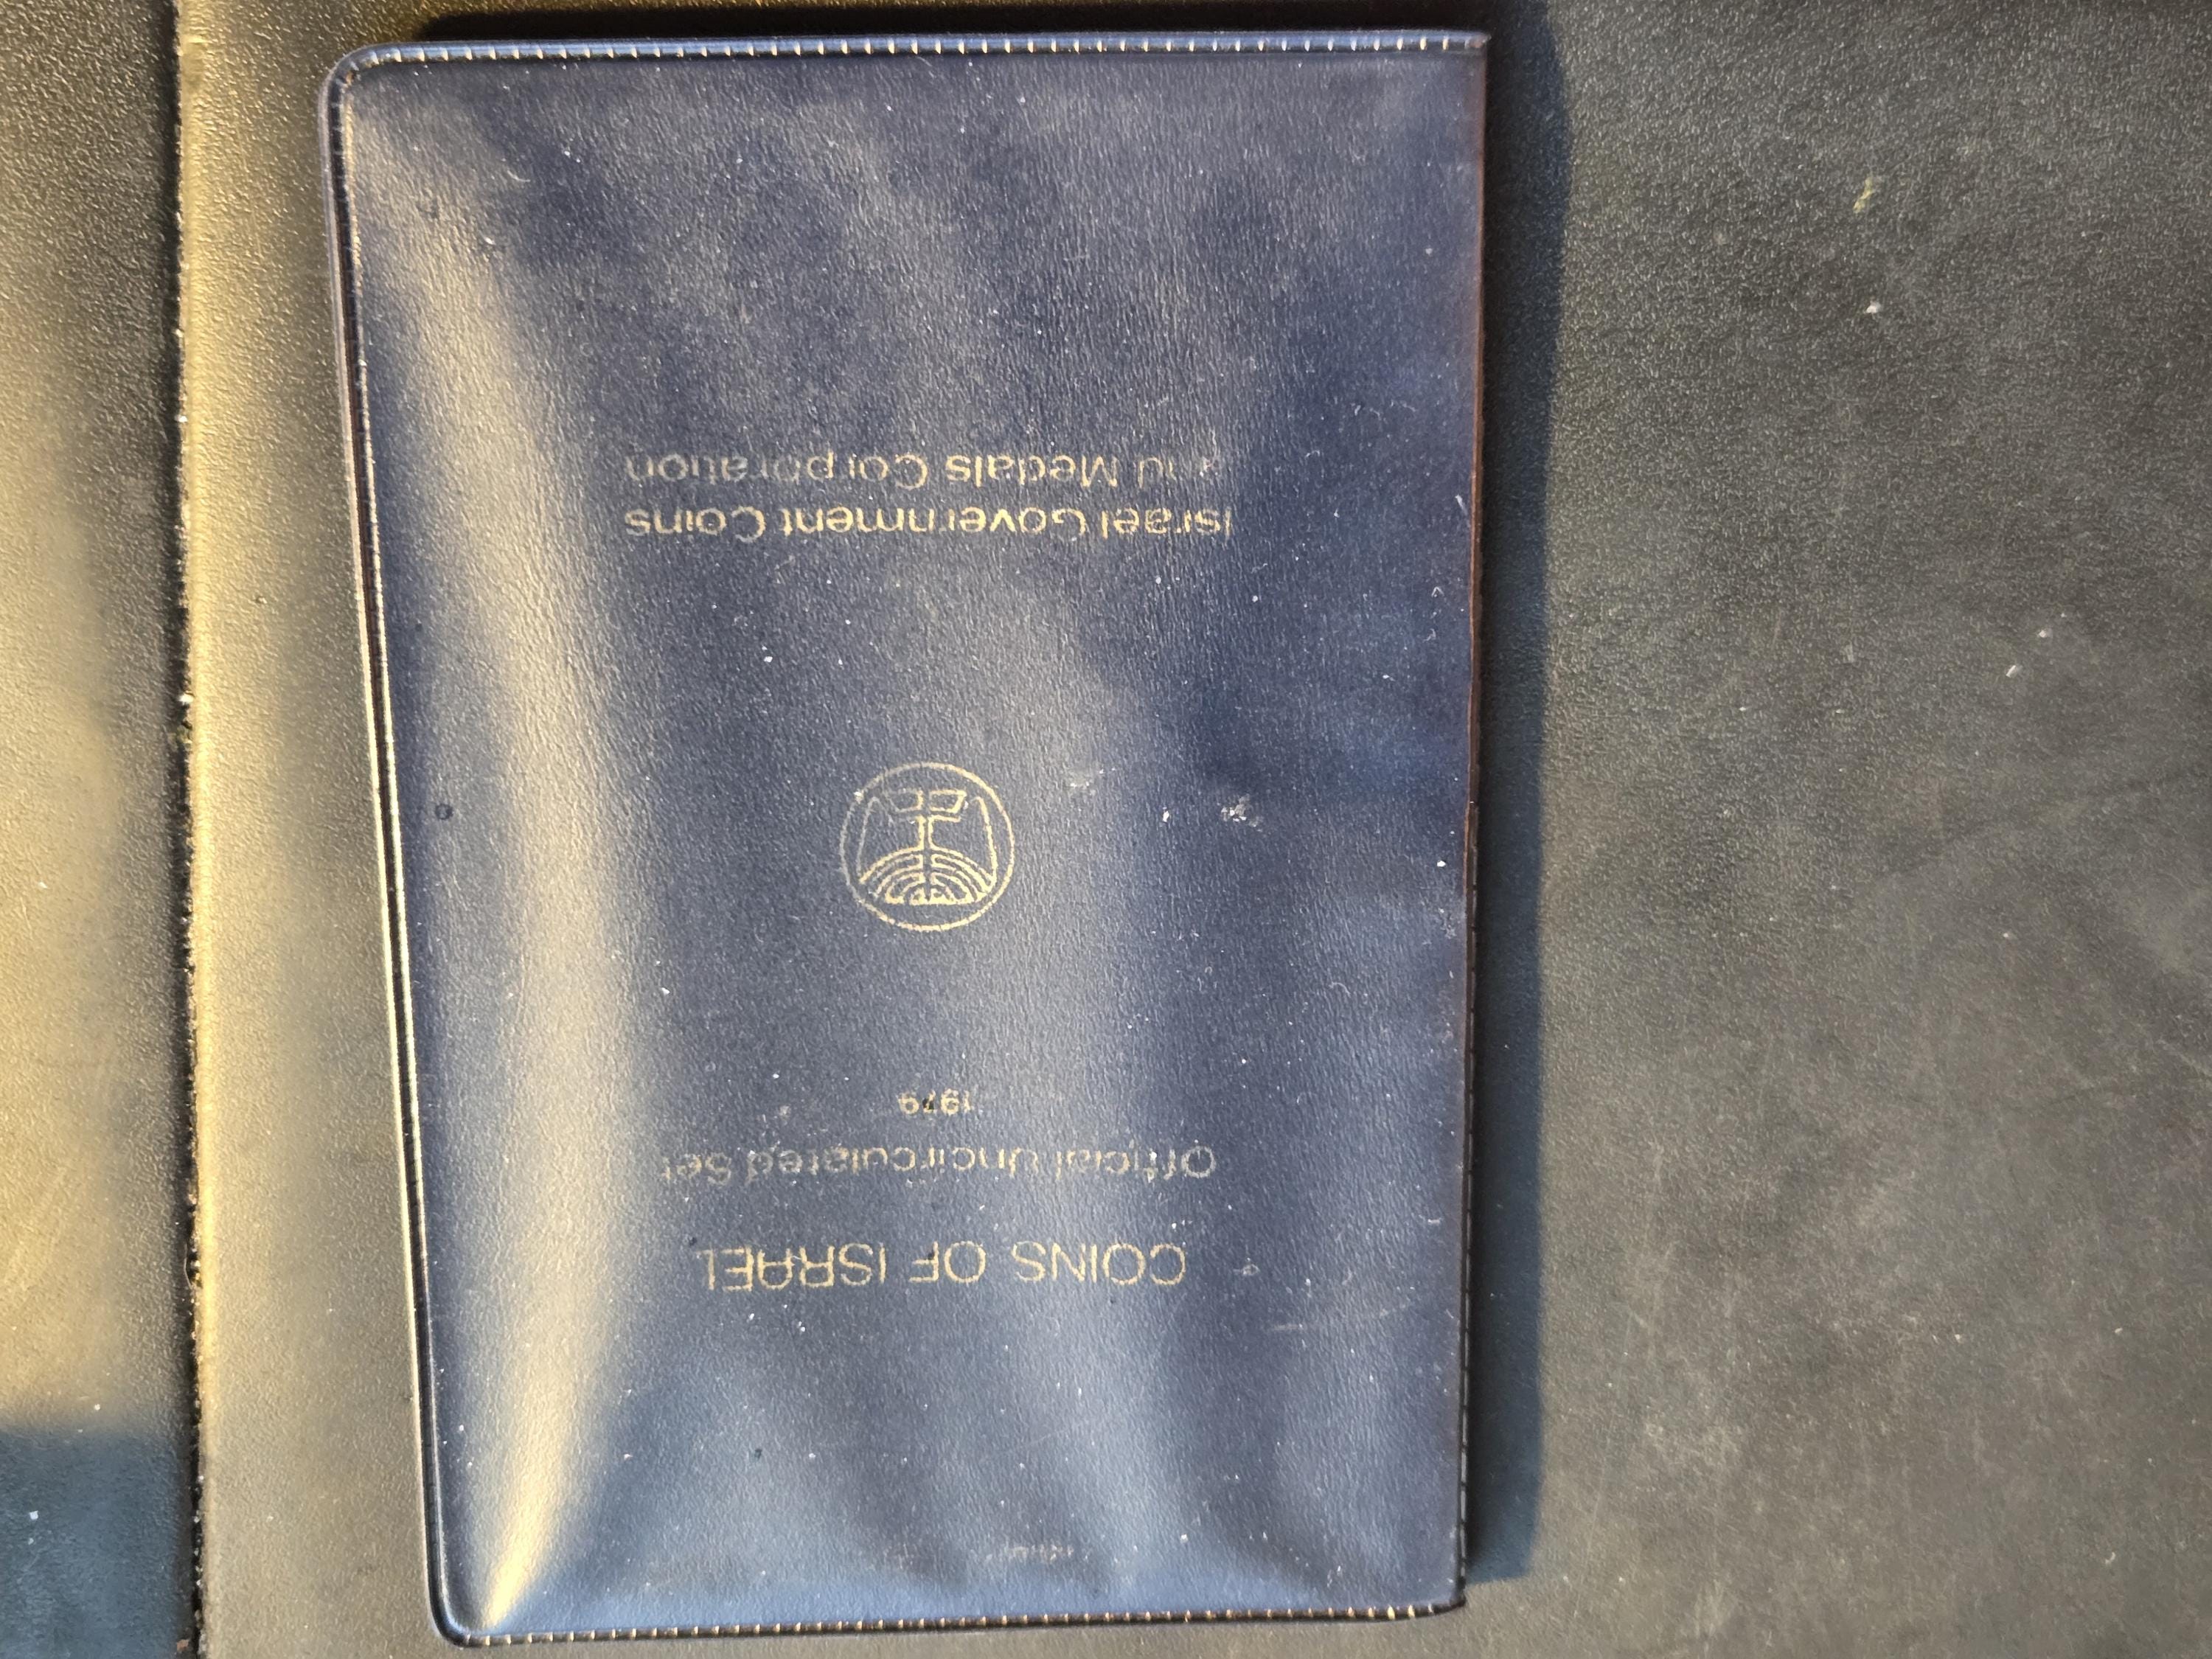 COINS OF ISRAEL
Official Uncirculated Set
1979
Israel Government Coins
and Medals Corporation